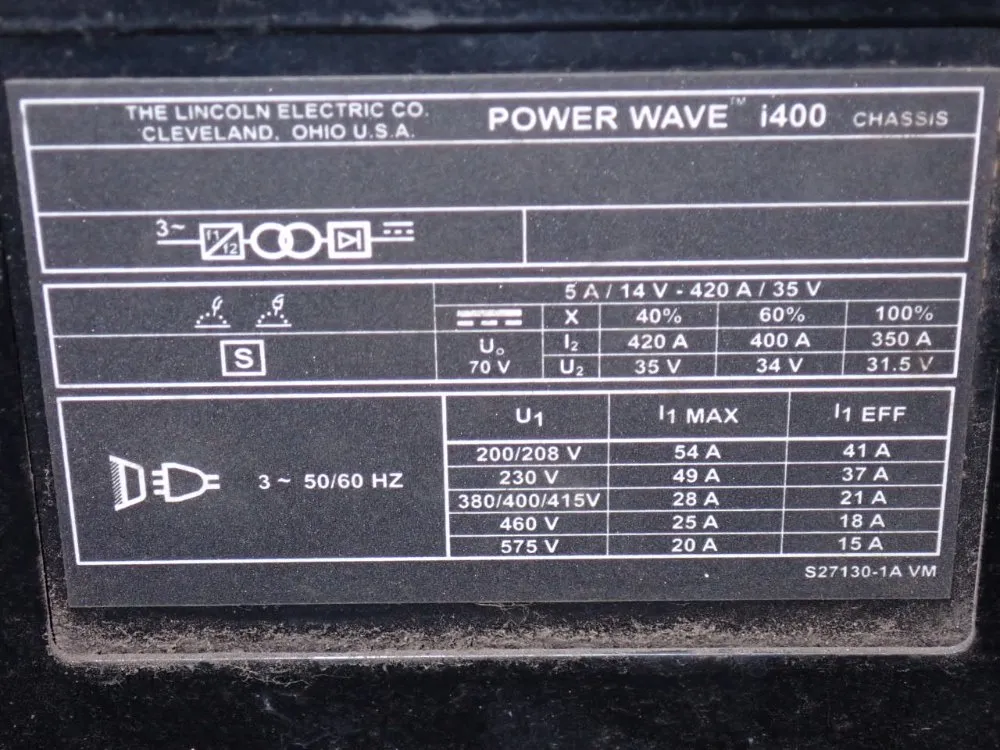 THE LINCOLN ELECTRIC CO.
CLEVELAND, OHIO U.S.A.
POWER WAVE™ i400 CHASSIS
3~ f1 f2
5 A / 14 V - 420 A / 35 V
X 40% 60% 100%
U₀ I₂ 420 A 400 A 350 A
S 70 V U₂ 35 V 34 V 31.5 V
U₁ I₁ MAX I₁ EFF
200/208 V 54 A 41 A
3 ~ 50/60 HZ 230 V 49 A 37 A
380/400/415V 28 A 21 A
460 V 25 A 18 A
575 V 20 A 15 A
S27130-1A VM